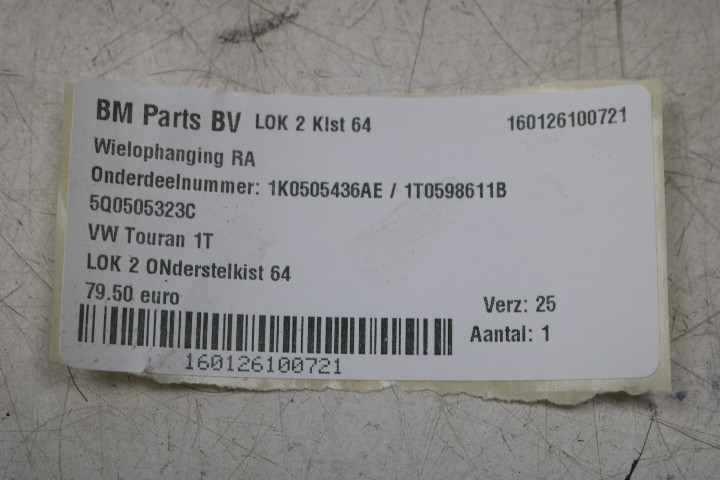 BM Parts BV LOK 2 KIst 64 160126100721
Wielophanging RA
Onderdeelnummer: 1K0505436AE / 1T0598611B
5Q0505323C
VW Touran 1T
LOK 2 ONderstelkist 64
79.50 euro
Verz: 25
Aantal: 1
160126100721